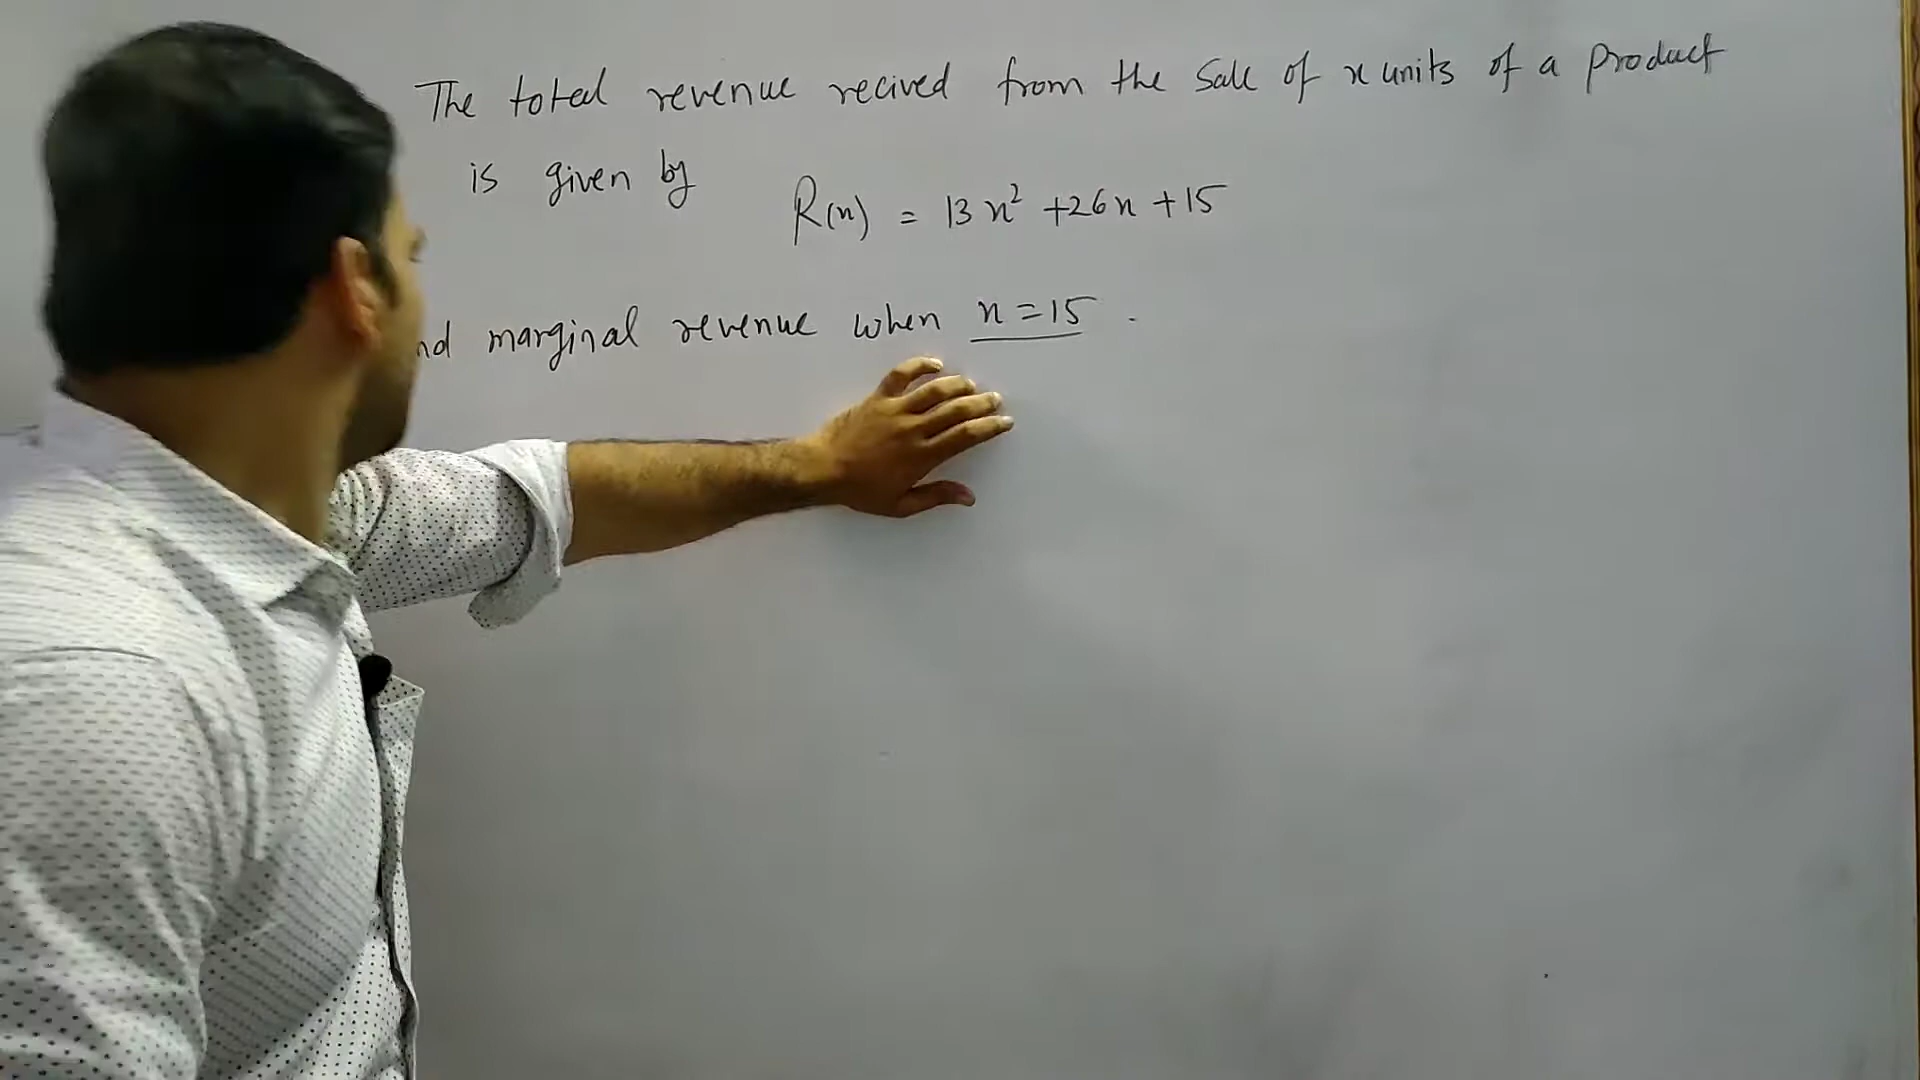 The total revenue recived from the sale of x units of a product
is given by
R(x) = 13x² + 26x + 15
nd marginal revenue when x = 15 .